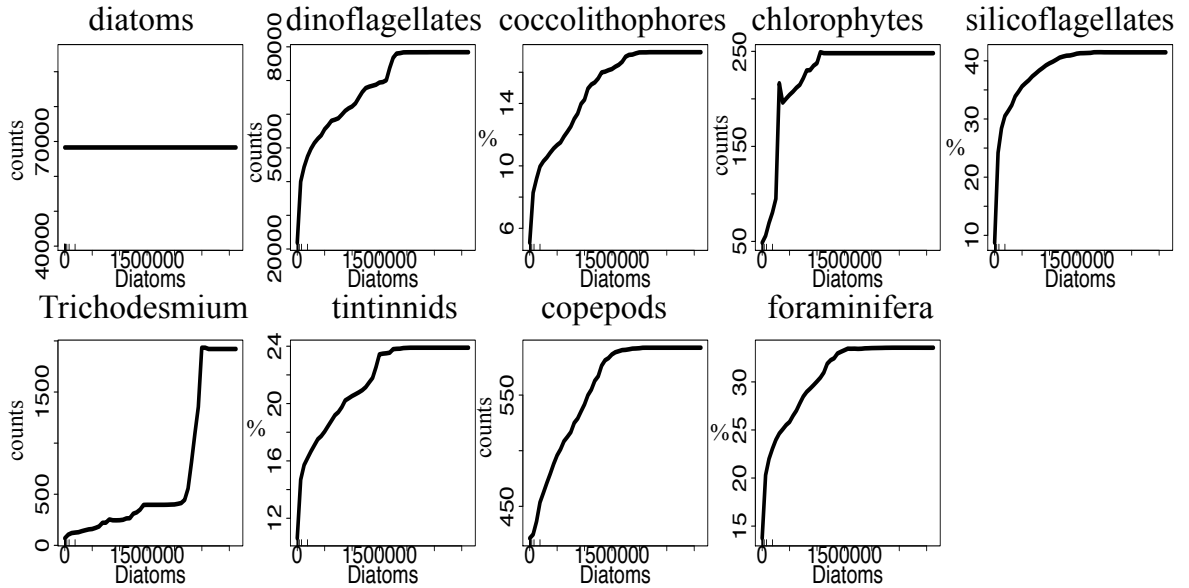 diatoms
counts
40000 70000
0 1500000
Diatoms
dinoflagellates
counts
20000 50000 80000
0 1500000
Diatoms
coccolithophores
%
6 10 14
0 1500000
Diatoms
chlorophytes
counts
50 150 250
0 1500000
Diatoms
silicoflagellates
%
10 20 30 40
0 1500000
Diatoms
Trichodesmium
counts
0 500 1500
0 1500000
Diatoms
tintinnids
%
12 16 20 24
0 1500000
Diatoms
copepods
counts
450 550
0 1500000
Diatoms
foraminifera
%
15 20 25 30
0 1500000
Diatoms